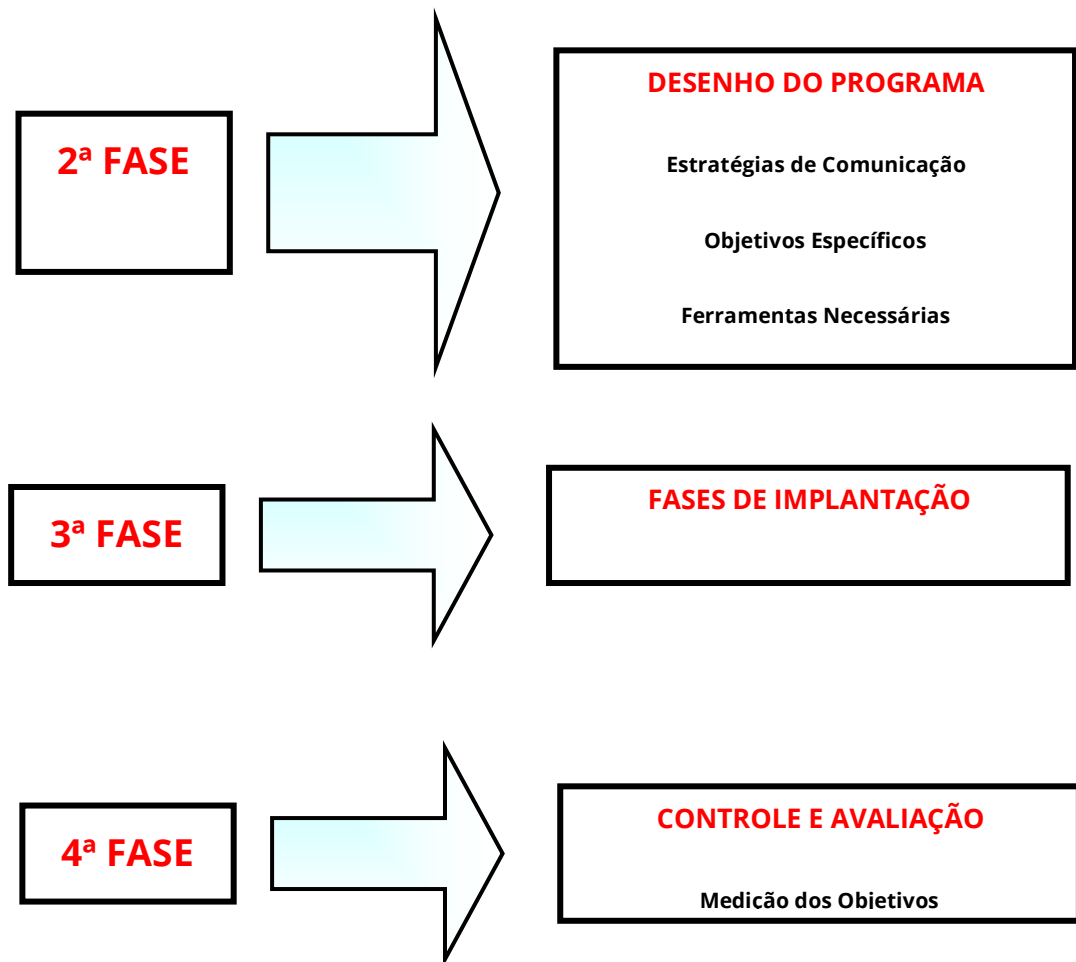 2ª FASE
DESENHO DO PROGRAMA
Estratégias de Comunicação
Objetivos Específicos
Ferramentas Necessárias
3ª FASE
FASES DE IMPLANTAÇÃO
4ª FASE
CONTROLE E AVALIAÇÃO
Medição dos Objetivos